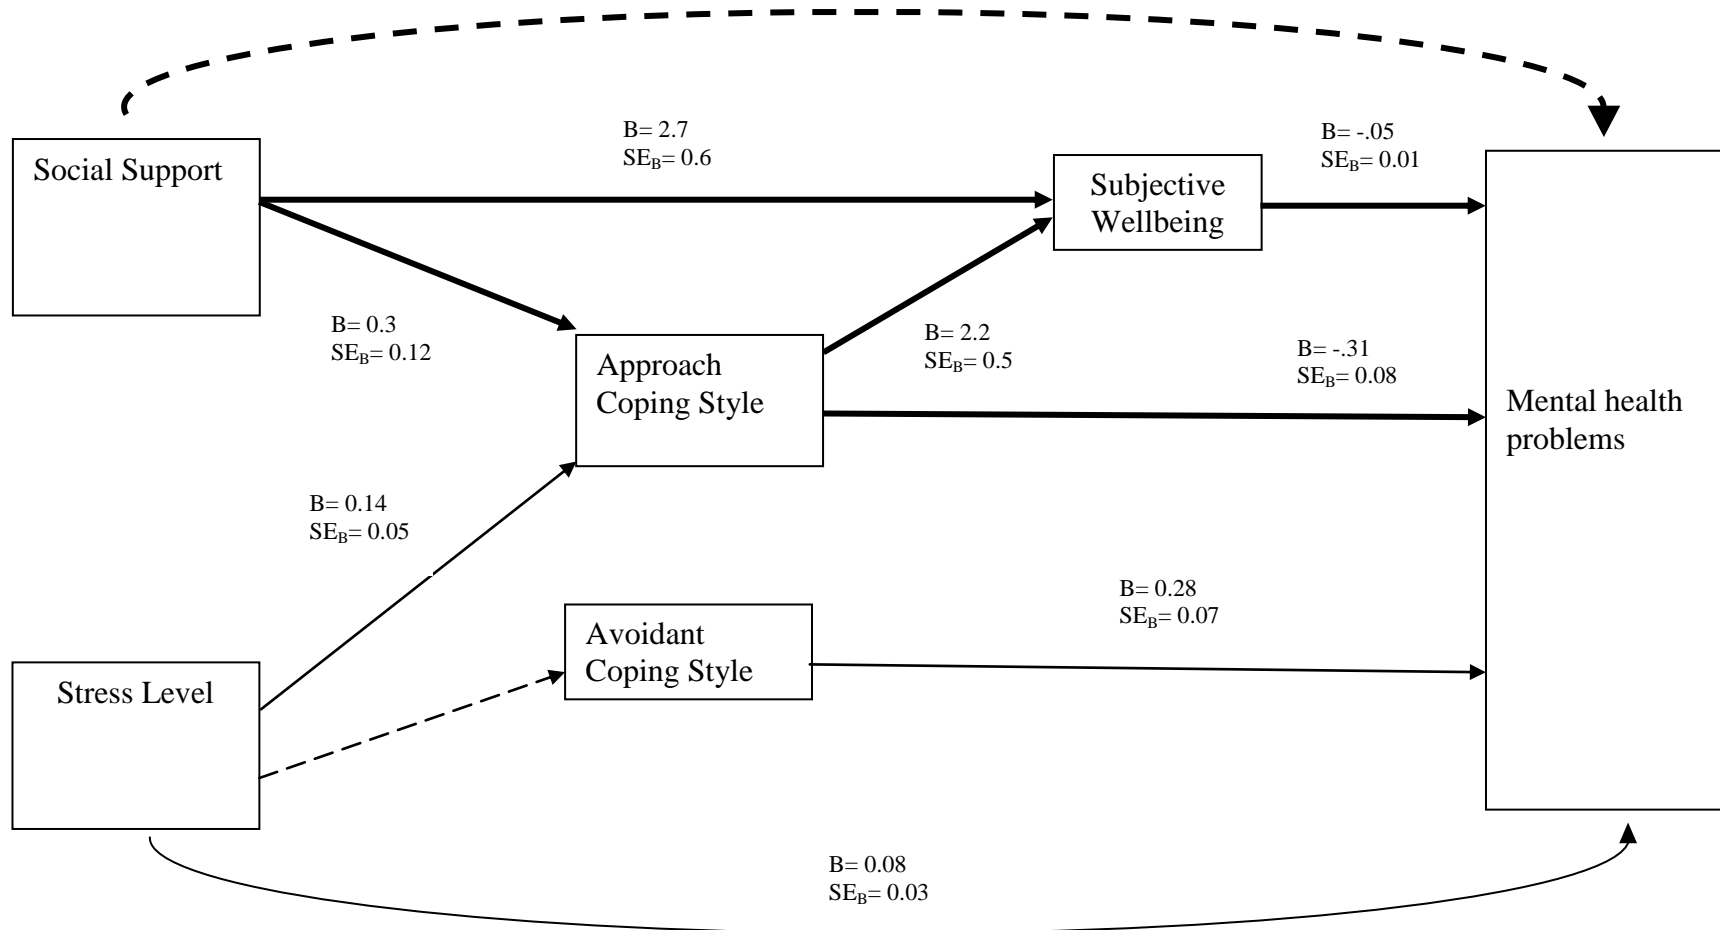 B= 2.7
SEB= 0.6
B= -.05
SEB= 0.01
Social Support
Subjective
Wellbeing
B= 0.3
SEB= 0.12
B= 2.2
SEB= 0.5
B= -.31
SEB= 0.08
Approach
Coping Style
Mental health
problems
B= 0.14
SEB= 0.05
B= 0.28
SEB= 0.07
Avoidant
Coping Style
Stress Level
B= 0.08
SEB= 0.03